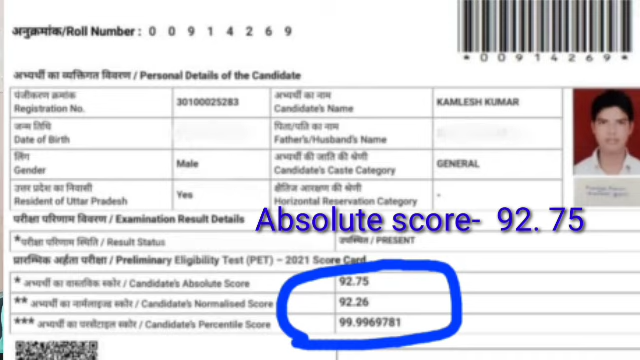 अनुक्रमांक/Roll Number : 0 0 9 1 4 2 6 9
* 0 0 9 1 4 2 6 9 *
अभ्यर्थी का व्यक्तिगत विवरण / Personal Details of the Candidate
पंजीकरण क्रमांक
Registration No.
30100025283
अभ्यर्थी का नाम
Candidate's Name
KAMLESH KUMAR
जन्म तिथि
Date of Birth
पिता/पति का नाम
Father's/Husband's Name
लिंग
Gender
Male
अभ्यर्थी की जाति की श्रेणी
Candidate's Caste Category
GENERAL
उत्तर प्रदेश का निवासी
Resident of Uttar Pradesh
Yes
क्षैतिज आरक्षण की श्रेणी
Horizontal Reservation Category
-
परीक्षा परिणाम विवरण / Examination Result Details
Absolute score- 92. 75
*परीक्षा परिणाम स्थिति / Result Status
उपस्थित / PRESENT
प्रारम्भिक अर्हता परीक्षा / Preliminary Eligibility Test (PET) – 2021 Score Card
* अभ्यर्थी का वास्तविक स्कोर / Candidate's Absolute Score
92.75
** अभ्यर्थी का नार्मलाइज्ड स्कोर / Candidate's Normalised Score
92.26
*** अभ्यर्थी का परसेंटाइल स्कोर / Candidate's Percentile Score
99.9969781